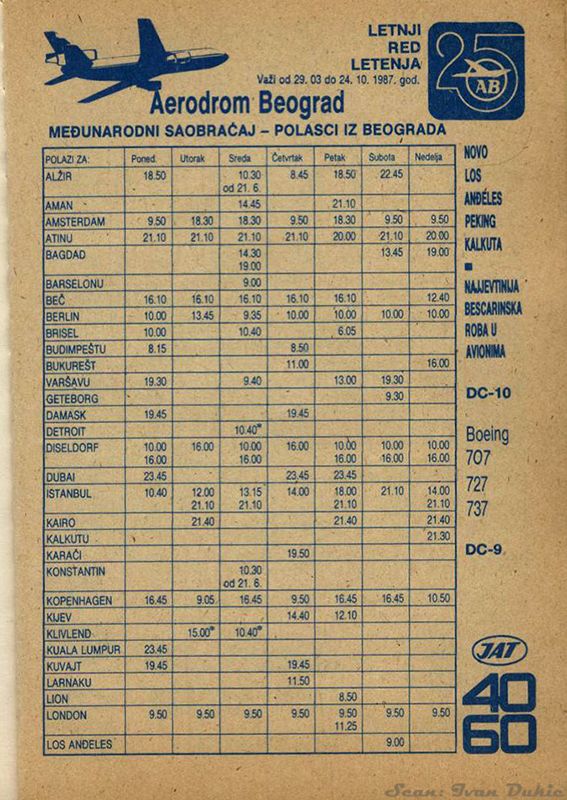 LETNJI
RED
LETENJA
Važi od 29. 03 do 24. 10. 1987. god.
25
AB
Aerodrom Beograd
MEĐUNARODNI SAOBRAĆAJ – POLASCI IZ BEOGRADA
POLAZI ZA: Poned. Utorak Sreda Četvrtak Petak Subota Nedelja
ALŽIR 18.50 10.30 8.45 18.50 22.45
od 21. 6.
AMAN 14.45 21.10
AMSTERDAM 9.50 18.30 18.30 9.50 18.30 9.50 9.50
ATINU 21.10 21.10 21.10 21.10 20.00 21.10 20.00
BAGDAD 14.30 13.45 19.00
19.00
BARSELONU 9.00
BEČ 16.10 16.10 16.10 16.10 16.10 12.40
BERLIN 10.00 13.45 9.35 10.00 10.00 10.00 10.00
BRISEL 10.00 10.40 6.05
BUDIMPEŠTU 8.15 8.50
BUKUREŠT 11.00 16.00
VARŠAVU 19.30 9.40 13.00 19.30
GETEBORG 9.30
DAMASK 19.45 19.45
DETROIT 10.40*
DISELDORF 10.00 16.00 10.00 16.00 10.00 10.00 10.00
16.00 16.00 16.00 16.00 16.00
DUBAI 23.45 23.45 23.45
ISTANBUL 10.40 12.00 13.15 14.00 18.00 21.10 14.00
21.10 21.10 21.10 21.10
KAIRO 21.40 21.40 21.40
KALKUTU 21.30
KARAČI 19.50
KONSTANTIN 10.30
od 21. 6.
KOPENHAGEN 16.45 9.05 16.45 9.50 16.45 16.45 10.50
KIJEV 14.40 12.10
KLIVLEND 15.00* 10.40*
KUALA LUMPUR 23.45
KUVAJT 19.45 19.45
LARNAKU 11.50
LION 8.50
LONDON 9.50 9.50 9.50 9.50 9.50 9.50 9.50
11.25
LOS ANĐELES 9.00
NOVO
LOS
ANĐELES
PEKING
KALKUTA
NAJJEVTINIJA
BESCARINSKA
ROBA U
AVIONIMA
DC-10
Boeing
707
727
737
DC-9
JAT
40
60
Scan: Ivan Dukic